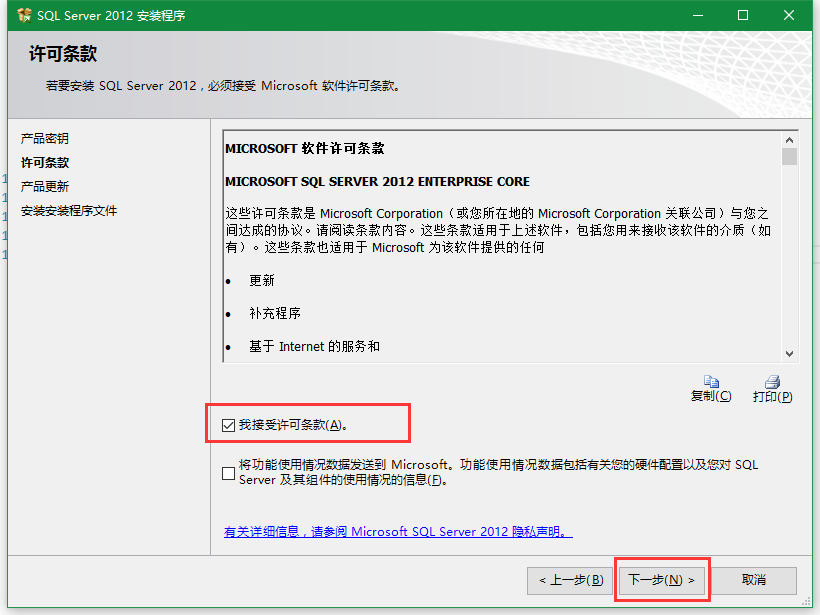 SQL Server 2012 安装程序
许可条款
若要安装 SQL Server 2012，必须接受 Microsoft 软件许可条款。
产品密钥
许可条款
产品更新
安装安装程序文件
MICROSOFT 软件许可条款
MICROSOFT SQL SERVER 2012 ENTERPRISE CORE
这些许可条款是 Microsoft Corporation（或您所在地的 Microsoft Corporation 关联公司）与您之
间达成的协议。请阅读条款内容。这些条款适用于上述软件，包括您用来接收该软件的介质（如
有）。这些条款也适用于 Microsoft 为该软件提供的任何
• 更新
• 补充程序
• 基于 Internet 的服务和
复制(C) 打印(P)
我接受许可条款(A)。
将功能使用情况数据发送到 Microsoft。功能使用情况数据包括有关您的硬件配置以及您对 SQL
Server 及其组件的使用情况的信息(F)。
有关详细信息，请参阅 Microsoft SQL Server 2012 隐私声明。
< 上一步(B) 下一步(N) > 取消